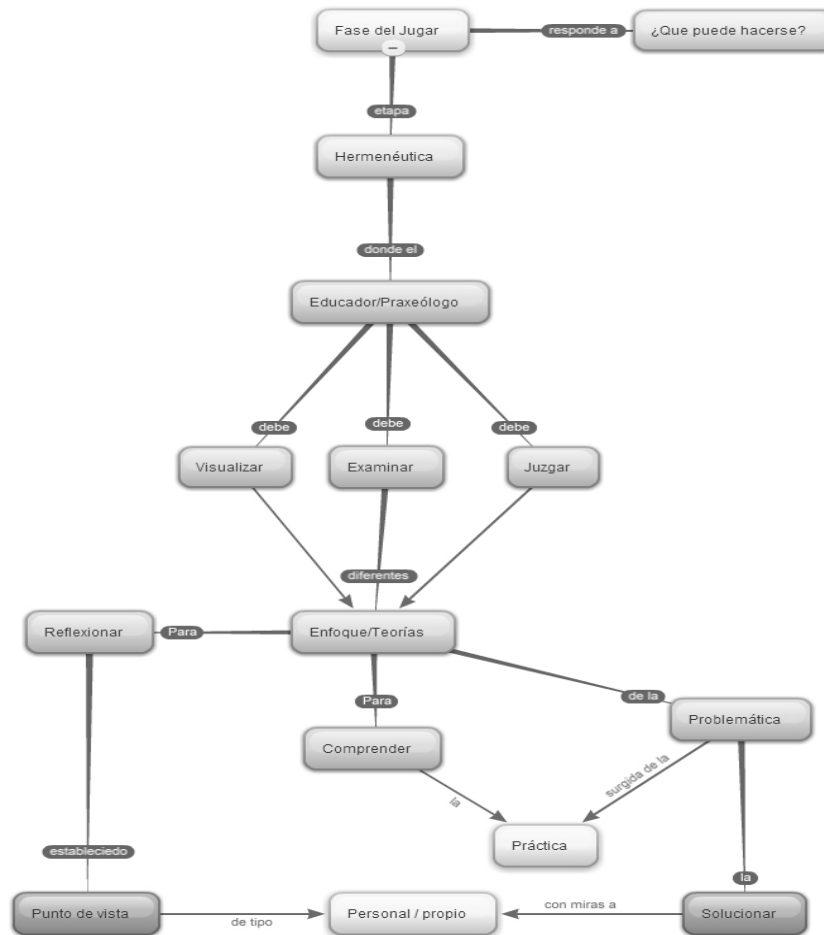 Fase del Jugar
responde a
¿Que puede hacerse?
etapa
Hermenéutica
donde el
Educador/Praxeólogo
debe
debe
debe
Visualizar
Examinar
Juzgar
diferentes
Reflexionar
Para
Enfoque/Teorías
Para
de la
Problemática
Comprender
la
surgida de la
Práctica
estableciedo
la
Punto de vista
de tipo
Personal / propio
con miras a
Solucionar